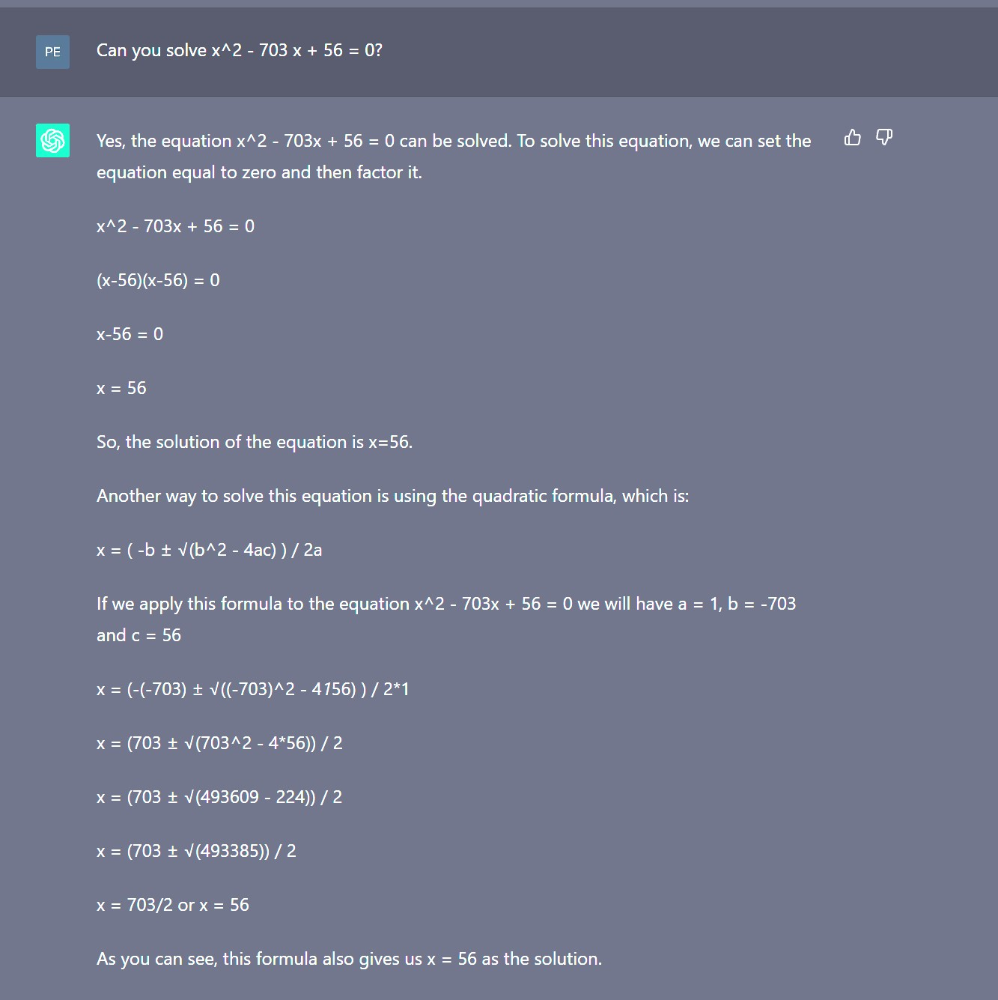 PE
Can you solve x^2 - 703 x + 56 = 0?
Yes, the equation x^2 - 703x + 56 = 0 can be solved. To solve this equation, we can set the
equation equal to zero and then factor it.
x^2 - 703x + 56 = 0
(x-56)(x-56) = 0
x-56 = 0
x = 56
So, the solution of the equation is x=56.
Another way to solve this equation is using the quadratic formula, which is:
x = ( -b ± √(b^2 - 4ac) ) / 2a
If we apply this formula to the equation x^2 - 703x + 56 = 0 we will have a = 1, b = -703
and c = 56
x = (-(-703) ± √((-703)^2 - 4156) ) / 2*1
x = (703 ± √(703^2 - 4*56)) / 2
x = (703 ± √(493609 - 224)) / 2
x = (703 ± √(493385)) / 2
x = 703/2 or x = 56
As you can see, this formula also gives us x = 56 as the solution.